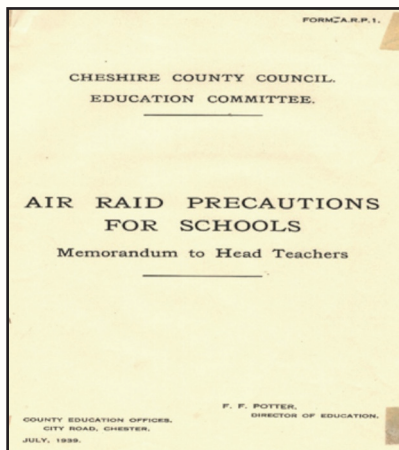 FORM A.R.P.1.
CHESHIRE COUNTY COUNCIL.
EDUCATION COMMITTEE.
AIR RAID PRECAUTIONS
FOR SCHOOLS
Memorandum to Head Teachers
F. F. POTTER,
DIRECTOR OF EDUCATION.
COUNTY EDUCATION OFFICES,
CITY ROAD, CHESTER.
JULY, 1939.